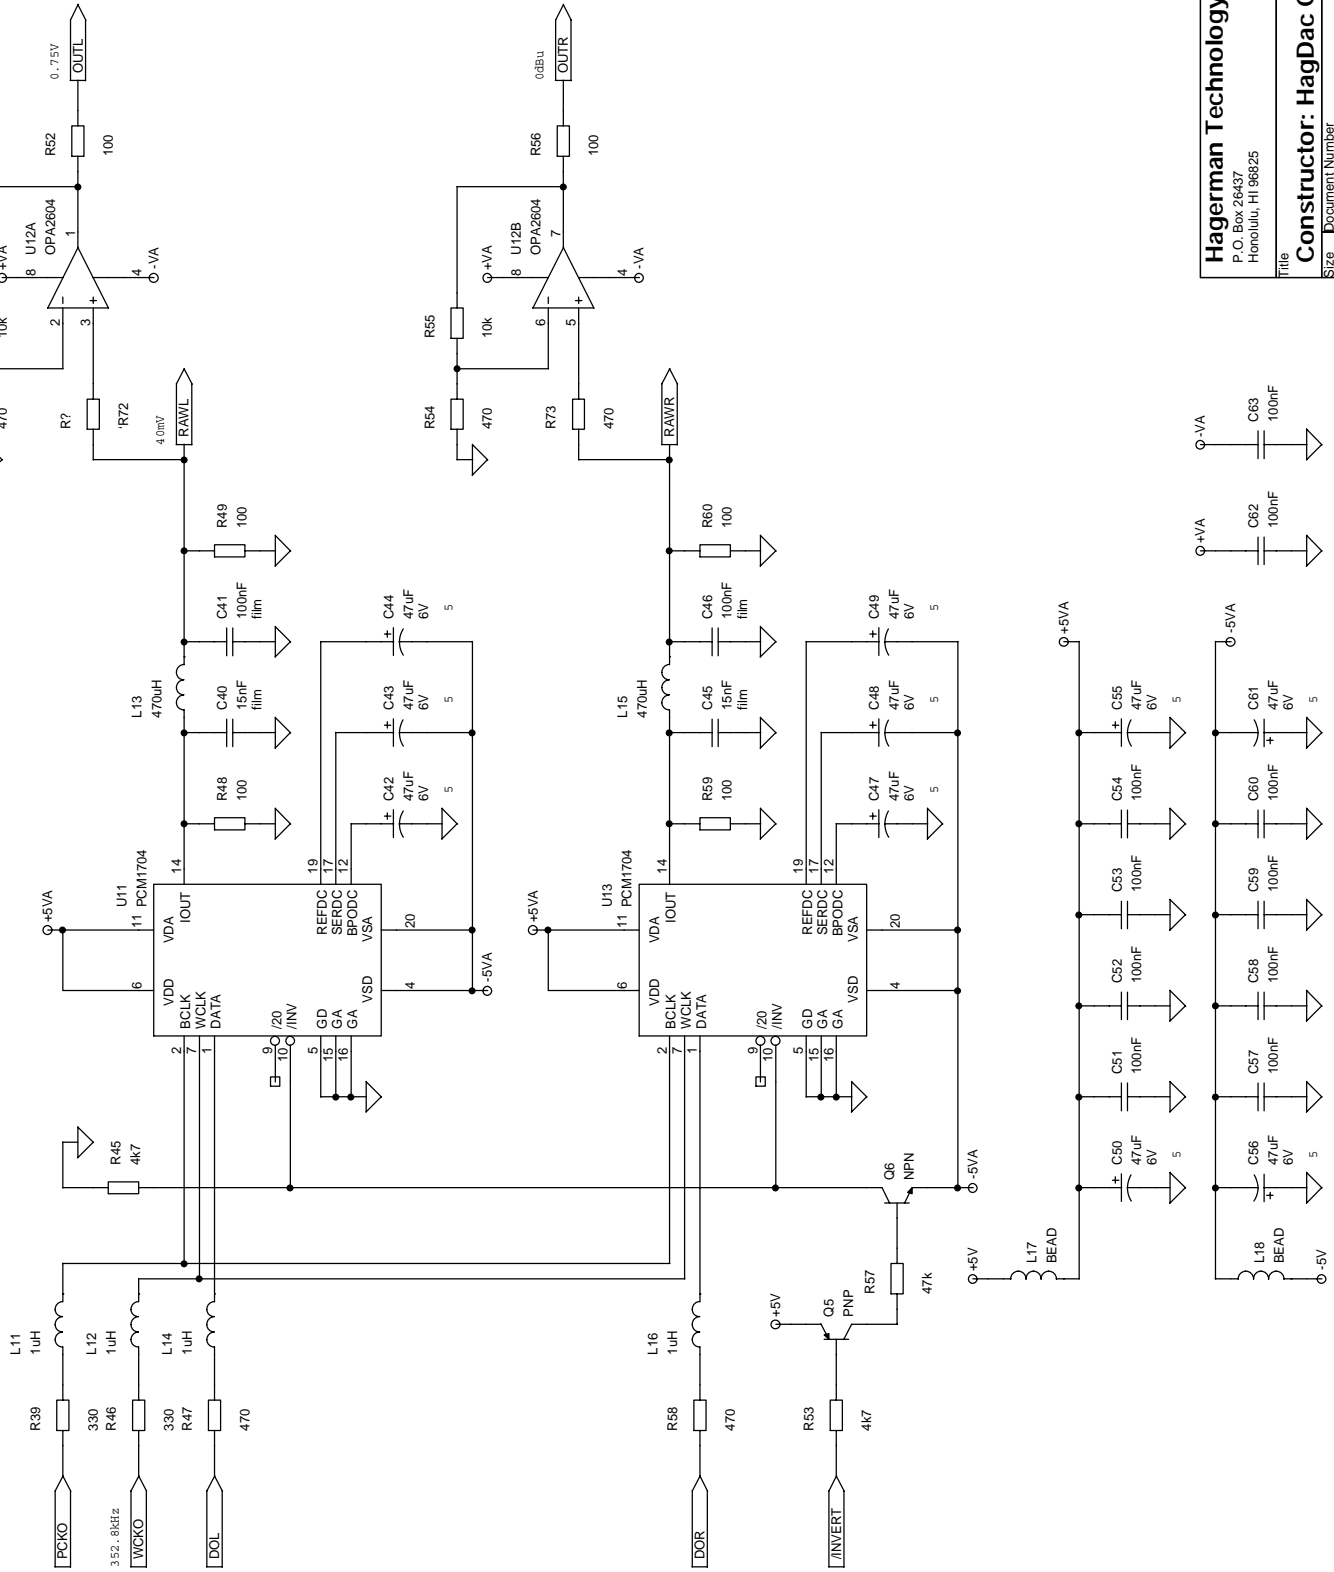 0.75V
OUTL
R52
100
+VA
U12A
OPA2604
8
1
2
3
4
-VA
10k
470
R?
'R72
40mV
RAWL
0dBu
OUTR
R56
100
+VA
U12B
OPA2604
8
7
6
5
4
-VA
R55
10k
R54
470
R73
470
RAWR
L13
470uH
R48
100
C40
15nF
film
C41
100nF
film
R49
100
C42
47uF
6V
5
C43
47uF
6V
5
C44
47uF
6V
5
+5VA
U11
PCM1704
11
6
14
19
17
12
20
4
2
7
1
9
10
5
15
16
VDA
VDD
IOUT
BCLK
WCLK
DATA
/20
/INV
GD
GA
GA
REFDC
SERDC
BPODC
VSA
VSD
-5VA
L15
470uH
R59
100
C45
15nF
film
C46
100nF
film
R60
100
C47
47uF
6V
5
C48
47uF
6V
5
C49
47uF
6V
5
+5VA
U13
PCM1704
11
6
14
19
17
12
20
4
2
7
1
9
10
5
15
16
VDA
VDD
IOUT
BCLK
WCLK
DATA
/20
/INV
GD
GA
GA
REFDC
SERDC
BPODC
VSA
VSD
-5VA
R45
4k7
L11
1uH
R39
330
PCKO
L12
1uH
R46
330
352.8kHz
WCKO
L14
1uH
R47
470
DOL
L16
1uH
R58
470
DOR
/INVERT
R53
4k7
+5V
Q5
PNP
R57
47k
Q6
NPN
+5V
L17
BEAD
C50
47uF
6V
5
C51
100nF
C52
100nF
C53
100nF
C54
100nF
C55
47uF
6V
5
+5VA
-5V
L18
BEAD
C56
47uF
6V
5
C57
100nF
C58
100nF
C59
100nF
C60
100nF
C61
47uF
6V
5
-5VA
+VA
C62
100nF
-VA
C63
100nF
Hagerman Technology
P.O. Box 26437
Honolulu, HI 96825
Title
Constructor: HagDac
Size Document Number